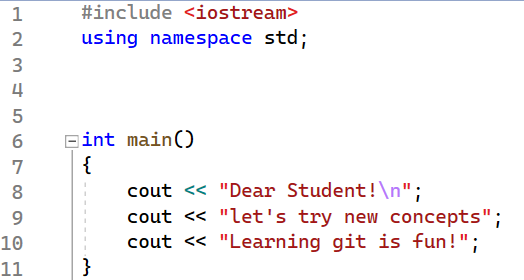 1 #include <iostream>
2 using namespace std;
3
4
5
6 int main()
7 {
8 cout << "Dear Student!\n";
9 cout << "let's try new concepts";
10 cout << "Learning git is fun!";
11 }